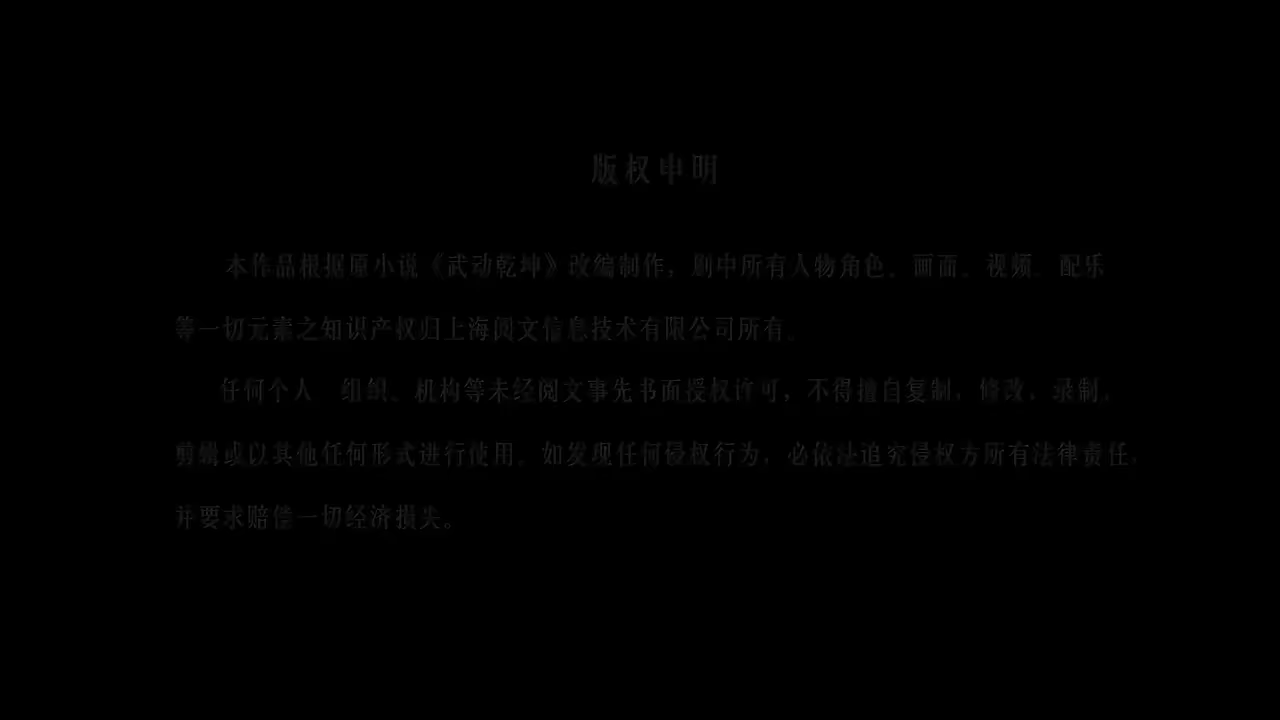 版权申明
本作品根据原小说《武动乾坤》改编制作，剧中所有人物角色、画面、视频、配乐
等一切元素之知识产权归上海阅文信息技术有限公司所有。
任何个人、组织、机构等未经阅文事先书面授权许可，不得擅自复制、修改、录制、
剪辑或以其他任何形式进行使用。如发现任何侵权行为，必依法追究侵权方所有法律责任，
并要求赔偿一切经济损失。